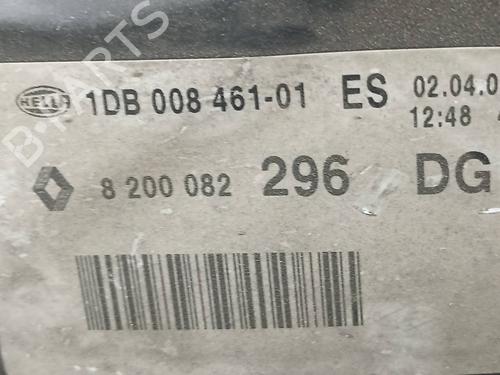 B-PARTS
HELLA 1DB 008 461-01 ES 02.04.0
12:48
8 200 082 296 DG